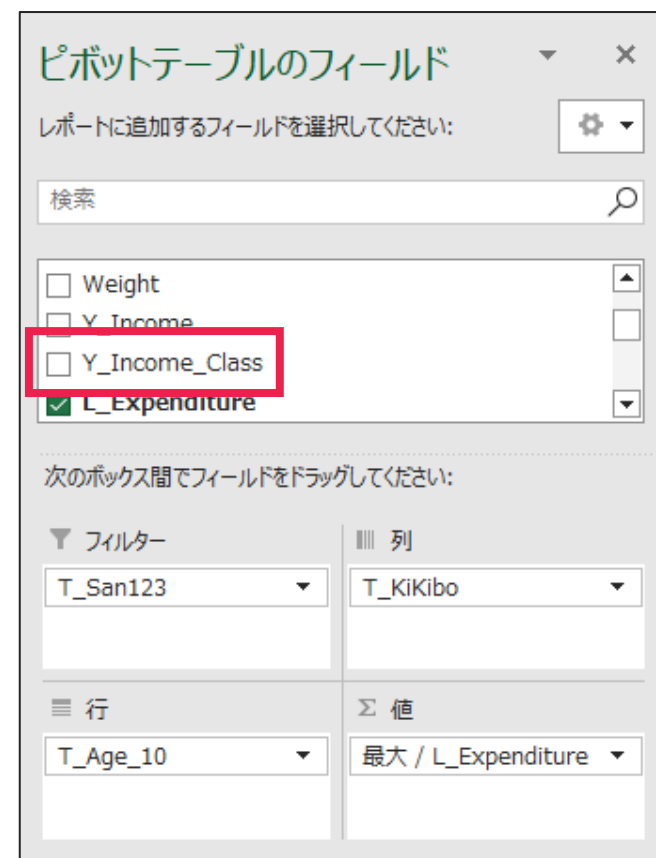 ピボットテーブルのフィールド
レポートに追加するフィールドを選択してください:
検索
Weight
Y_Income
Y_Income_Class
L_Expenditure
次のボックス間でフィールドをドラッグしてください:
フィルター
列
T_San123
T_KiKibo
行
Σ 値
T_Age_10
最大 / L_Expenditure